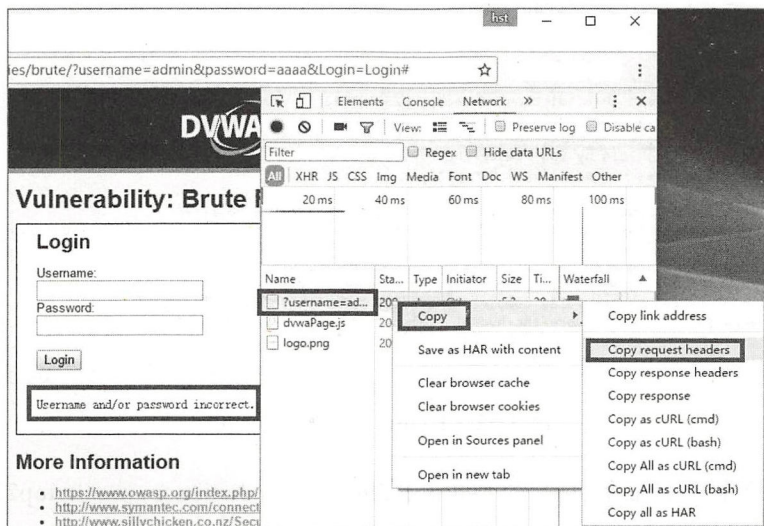 hst
ies/brute/?username=admin&password=aaaa&Login=Login#
DVWA
Elements Console Network »
View: Preserve log Disable ca
Filter Regex Hide data URLs
All XHR JS CSS Img Media Font Doc WS Manifest Other
20 ms 40 ms 60 ms 80 ms 100 ms
Vulnerability: Brute F
Login
Username:
Password:
Login
Username and/or password incorrect.
Name Sta... Type Initiator Size Ti... Waterfall
?username=ad... 200
dvwaPage.js 20
logo.png 20
Copy
Save as HAR with content
Clear browser cache
Clear browser cookies
Open in Sources panel
Open in new tab
Copy link address
Copy request headers
Copy response headers
Copy response
Copy as cURL (cmd)
Copy as cURL (bash)
Copy All as cURL (cmd)
Copy All as cURL (bash)
Copy all as HAR
More Information
https://www.owasp.org/index.php/
http://www.symantec.com/connect
http://www.sillychicken.co.nz/Secu